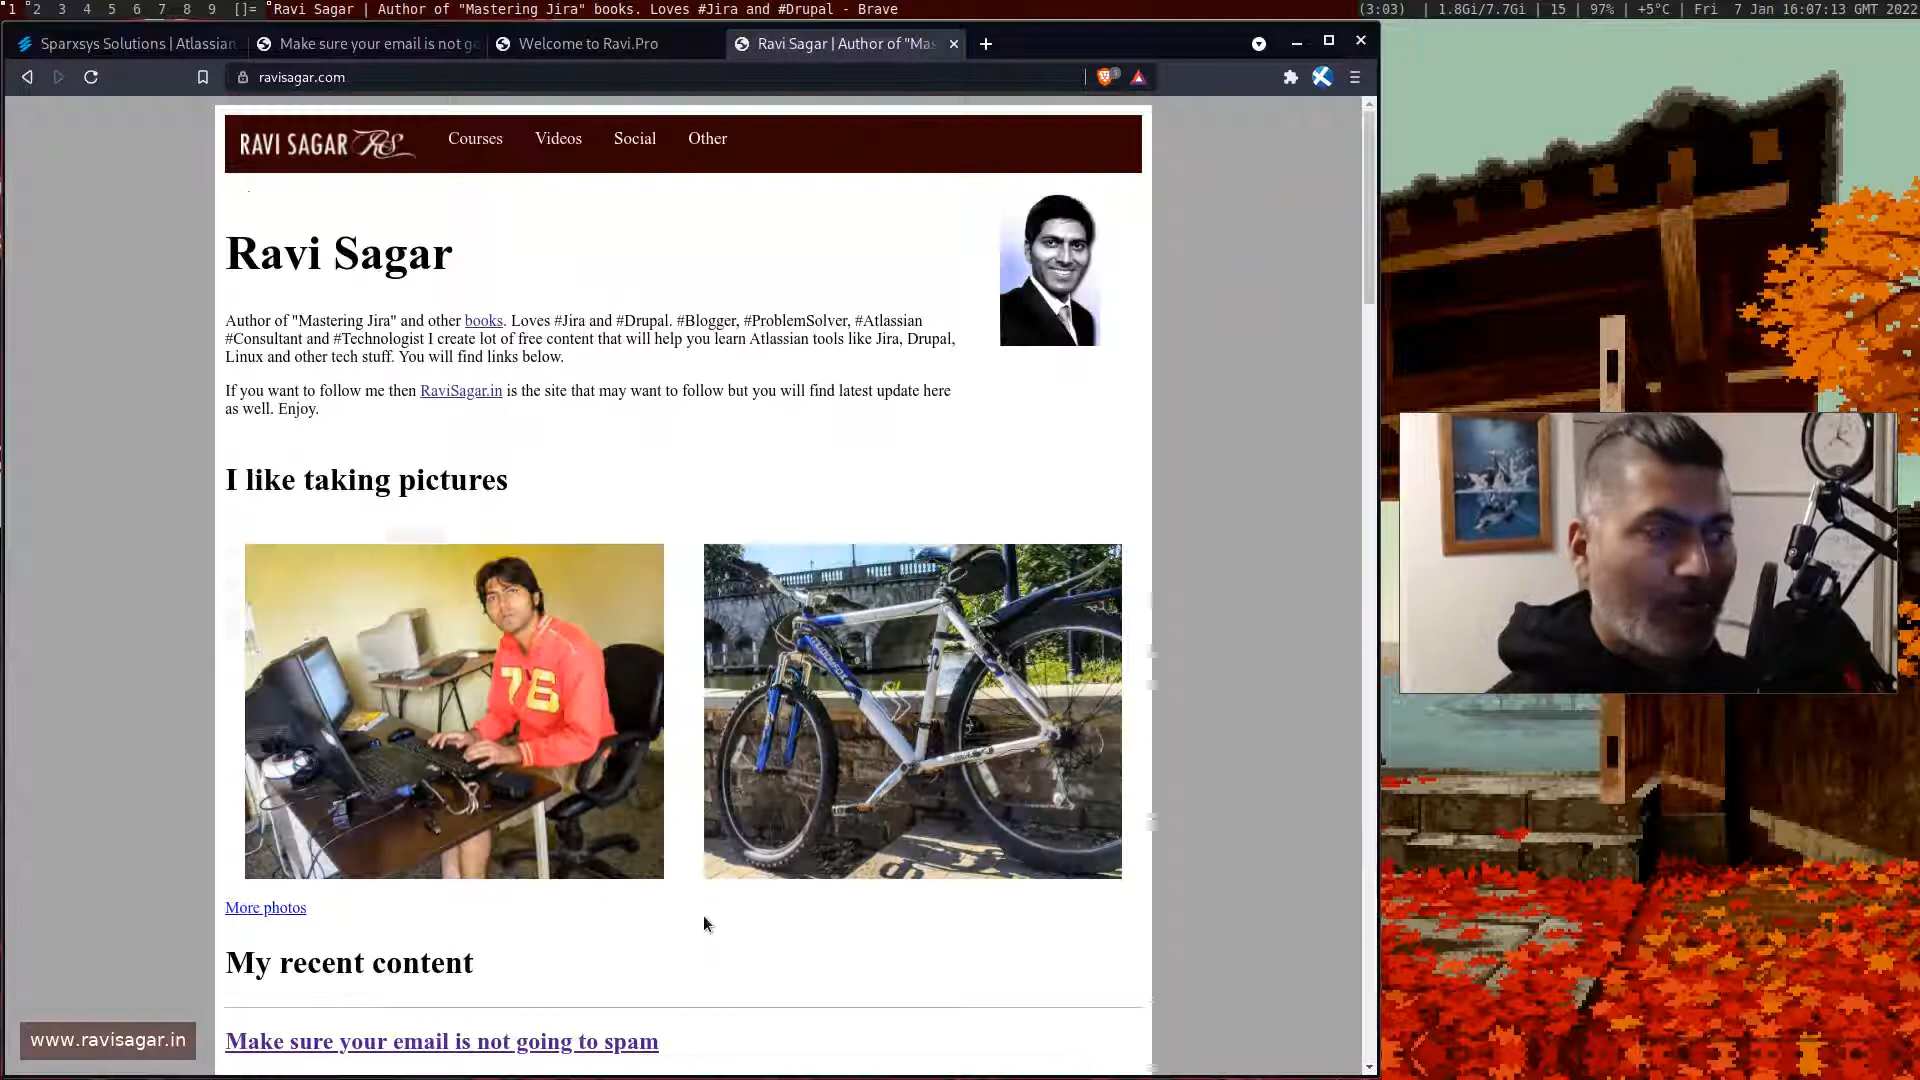 1 2 3 4 5 6 7 8 9 []= Ravi Sagar | Author of "Mastering Jira" books. Loves #Jira and #Drupal - Brave (3:03) | 1.8Gi/7.7Gi | 15 | 97% | +5°C | Fri 7 Jan 16:07:13 GMT 2022
Sparxsys Solutions | Atlassian Make sure your email is not go Welcome to Ravi.Pro Ravi Sagar | Author of "Mas
ravisagar.com
RAVI SAGAR RS Courses Videos Social Other
Ravi Sagar
Author of "Mastering Jira" and other books. Loves #Jira and #Drupal. #Blogger, #ProblemSolver, #Atlassian
#Consultant and #Technologist I create lot of free content that will help you learn Atlassian tools like Jira, Drupal,
Linux and other tech stuff. You will find links below.
If you want to follow me then RaviSagar.in is the site that may want to follow but you will find latest update here
as well. Enjoy.
I like taking pictures
76
More photos
My recent content
Make sure your email is not going to spam
www.ravisagar.in